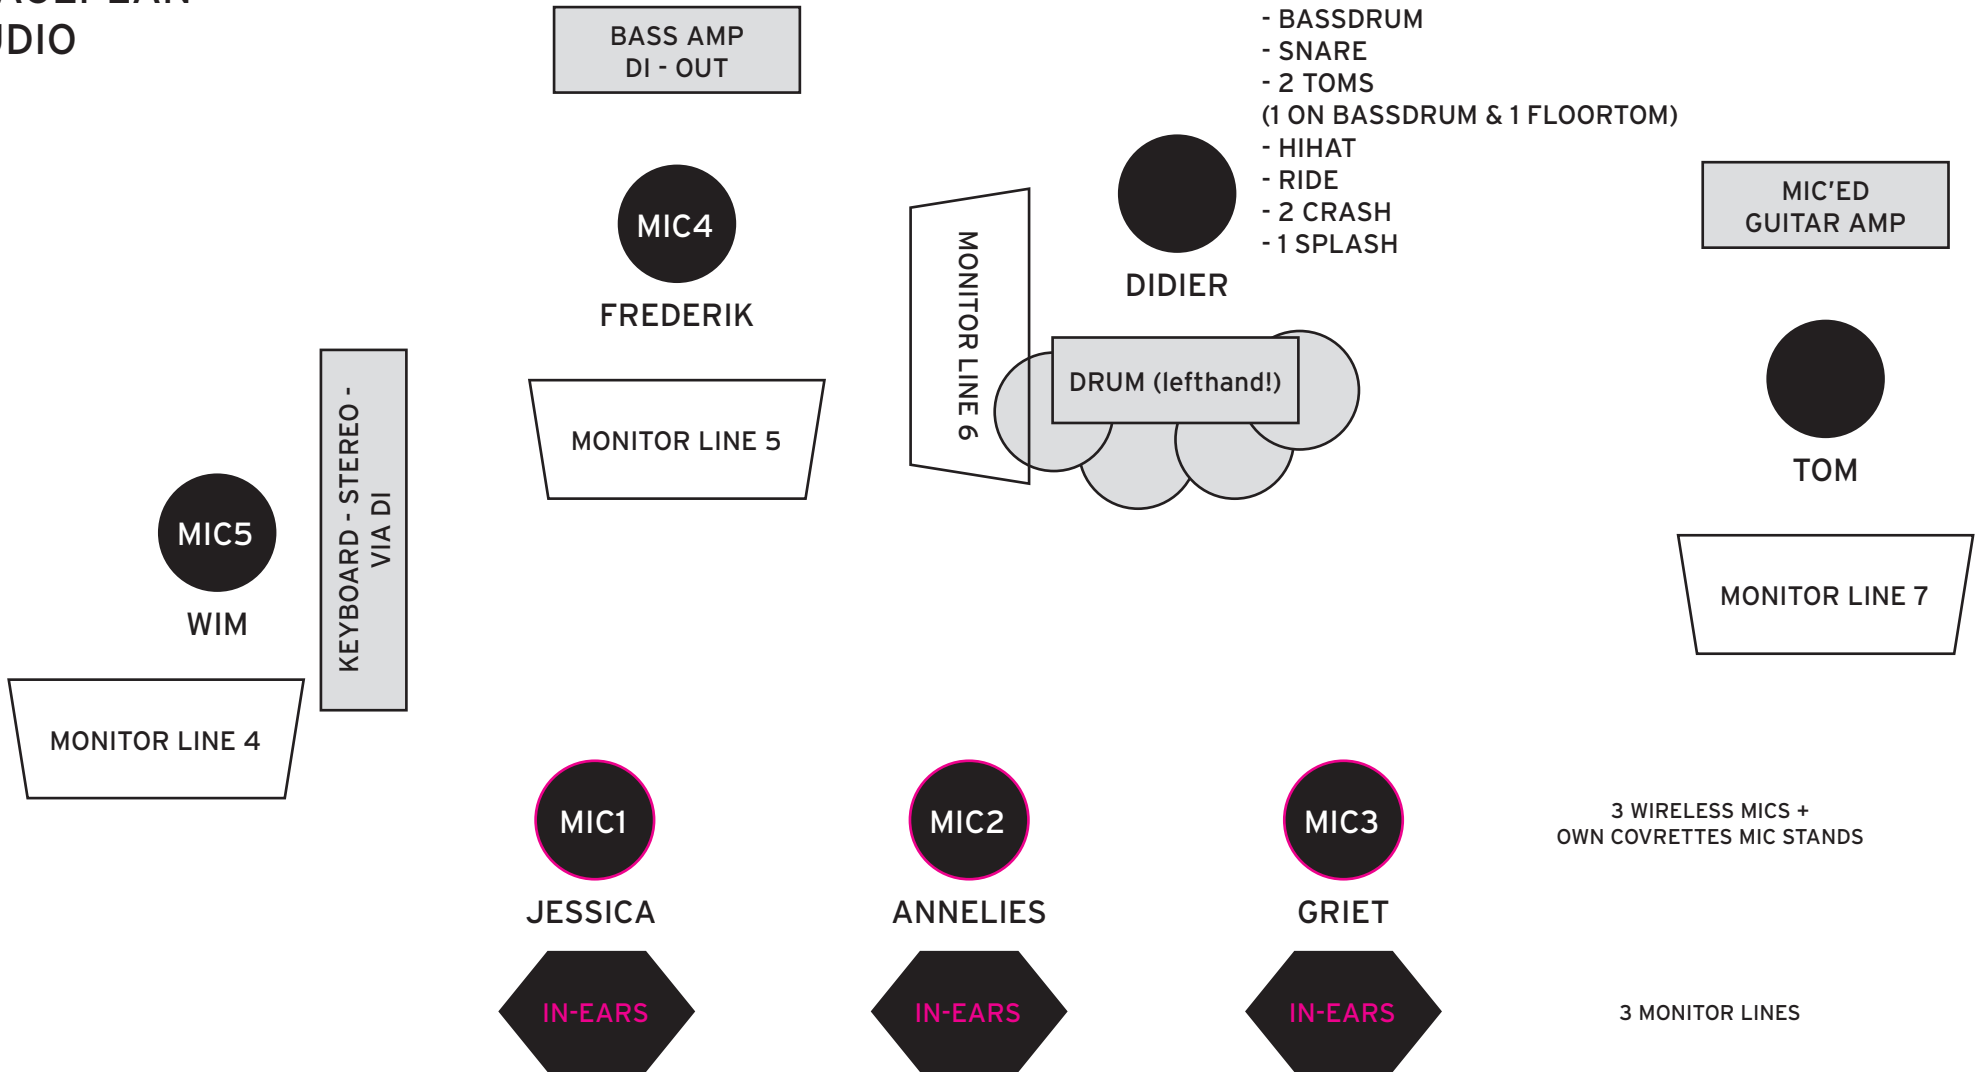 BASS AMP
DI - OUT
- BASSDRUM
- SNARE
- 2 TOMS
(1 ON BASSDRUM & 1 FLOORTOM)
- HIHAT
- RIDE
- 2 CRASH
- 1 SPLASH
MIC'ED
GUITAR AMP
MIC4
FREDERIK
MONITOR LINE 5
MONITOR LINE 6
DIDIER
DRUM (lefthand!)
TOM
MONITOR LINE 7
MIC5
WIM
KEYBOARD - STEREO -
VIA DI
MONITOR LINE 4
MIC1
JESSICA
MIC2
ANNELIES
MIC3
GRIET
3 WIRELESS MICS +
OWN COVRETTES MIC STANDS
IN-EARS
IN-EARS
IN-EARS
3 MONITOR LINES